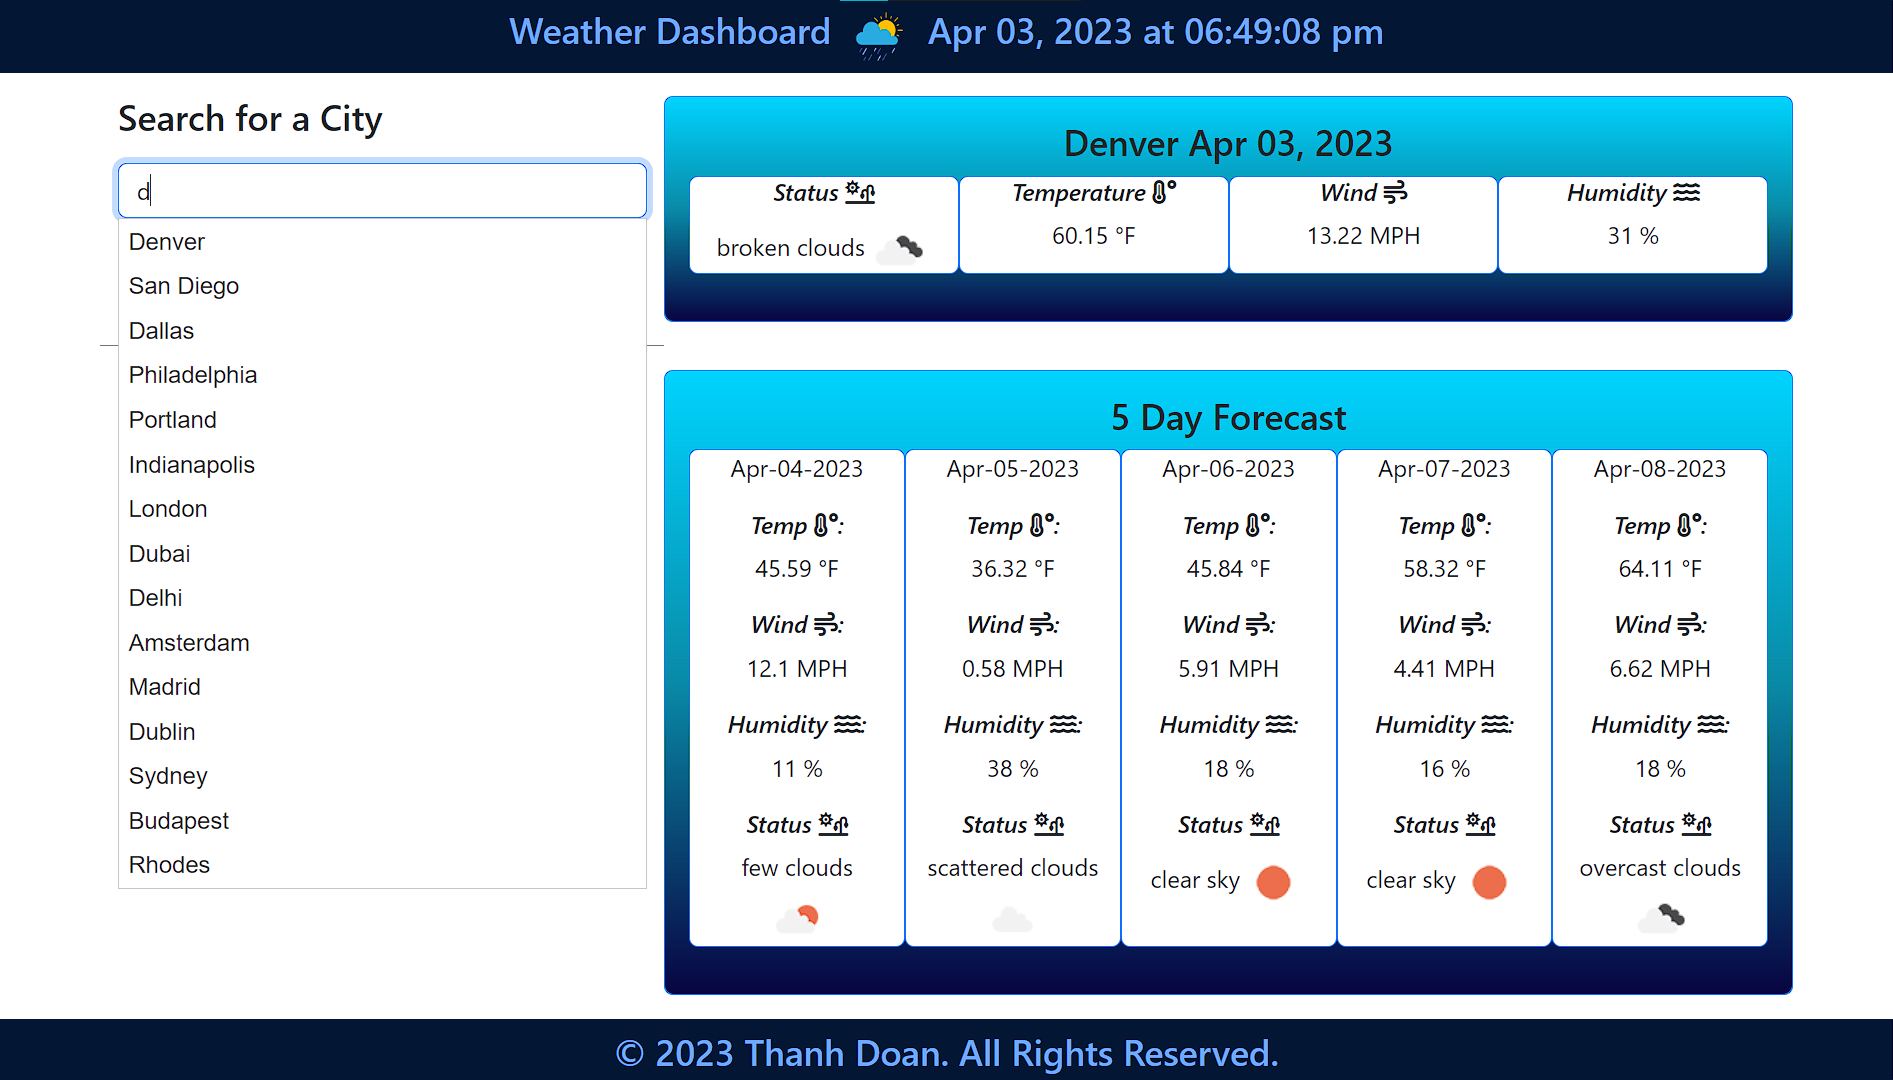 Weather Dashboard Apr 03, 2023 at 06:49:08 pm
Search for a City
d
Denver
San Diego
Dallas
Philadelphia
Portland
Indianapolis
London
Dubai
Delhi
Amsterdam
Madrid
Dublin
Sydney
Budapest
Rhodes
Denver Apr 03, 2023
Status
broken clouds
Temperature
60.15 °F
Wind
13.22 MPH
Humidity
31 %
5 Day Forecast
Apr-04-2023
Temp :
45.59 °F
Wind :
12.1 MPH
Humidity :
11 %
Status
few clouds
Apr-05-2023
Temp :
36.32 °F
Wind :
0.58 MPH
Humidity :
38 %
Status
scattered clouds
Apr-06-2023
Temp :
45.84 °F
Wind :
5.91 MPH
Humidity :
18 %
Status
clear sky
Apr-07-2023
Temp :
58.32 °F
Wind :
4.41 MPH
Humidity :
16 %
Status
clear sky
Apr-08-2023
Temp :
64.11 °F
Wind :
6.62 MPH
Humidity :
18 %
Status
overcast clouds
© 2023 Thanh Doan. All Rights Reserved.